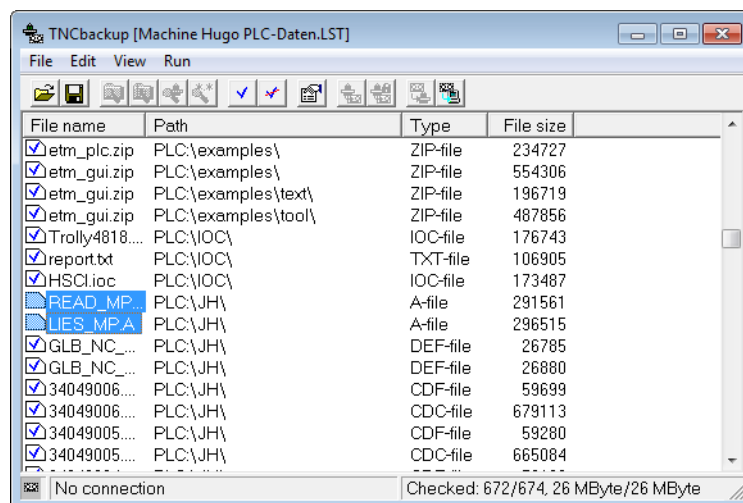 TNCbackup [Machine Hugo PLC-Daten.LST]
File Edit View Run
File name Path Type File size
etm_plc.zip PLC:\examples\ ZIP-file 234727
etm_gui.zip PLC:\examples\ ZIP-file 554306
etm_gui.zip PLC:\examples\text\ ZIP-file 196719
etm_gui.zip PLC:\examples\tool\ ZIP-file 487856
Trolly4818.... PLC:\IOC\ IOC-file 176743
report.txt PLC:\IOC\ TXT-file 106905
HSCI.ioc PLC:\IOC\ IOC-file 173487
READ_MP... PLC:\JH\ A-file 291561
LIES_MP.A PLC:\JH\ A-file 296515
GLB_NC_... PLC:\JH\ DEF-file 26785
GLB_NC_... PLC:\JH\ DEF-file 26880
34049006.... PLC:\JH\ CDF-file 59699
34049006.... PLC:\JH\ CDC-file 679113
34049005.... PLC:\JH\ CDF-file 59280
34049005.... PLC:\JH\ CDC-file 665084
No connection Checked: 672/674, 26 MByte/26 MByte